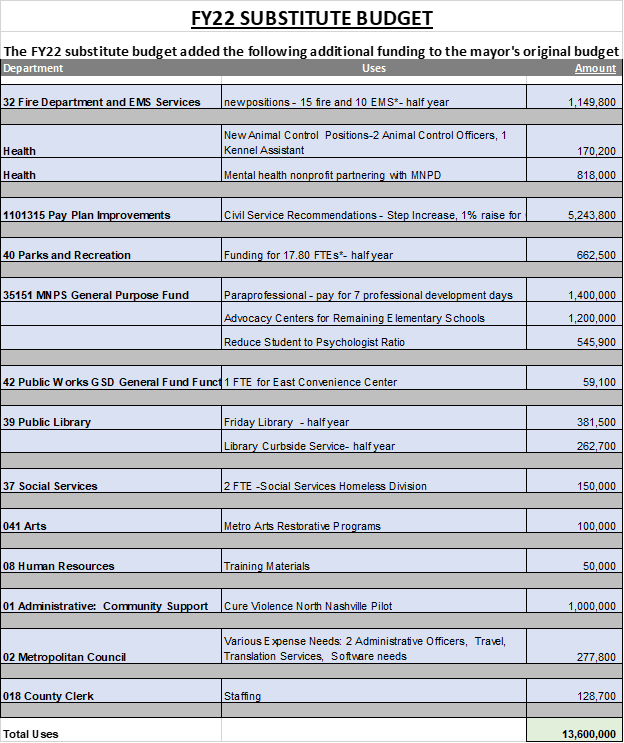 FY22 SUBSTITUTE BUDGET
The FY22 substitute budget added the following additional funding to the mayor's original budget
Department Uses Amount
32 Fire Department and EMS Services newpositions - 15 fire and 10 EMS*- half year 1,149,800
New Animal Control Positions-2 Animal Control Officers, 1
Health Kennel Assistant 170,200
Health Mental health nonprofit partnering with MNPD 818,000
1101315 Pay Plan Improvements Civil Service Recommendations - Step Increase, 1% raise for 5,243,800
40 Parks and Recreation Funding for 17.80 FTEs*- half year 662,500
35151 MNPS General Purpose Fund Paraprofessional - pay for 7 professional development days 1,400,000
Advocacy Centers for Remaining Elementary Schools 1,200,000
Reduce Student to Psychologist Ratio 545,900
42 Public Works GSD General Fund Funct 1 FTE for East Convenience Center 59,100
39 Public Library Friday Library - half year 381,500
Library Curbside Service- half year 262,700
37 Social Services 2 FTE -Social Services Homeless Division 150,000
041 Arts Metro Arts Restorative Programs 100,000
08 Human Resources Training Materials 50,000
01 Administrative: Community Support Cure Violence North Nashville Pilot 1,000,000
Various Expense Needs: 2 Administrative Officers, Travel,
02 Metropolitan Council Translation Services, Software needs 277,800
018 County Clerk Staffing 128,700
Total Uses 13,600,000